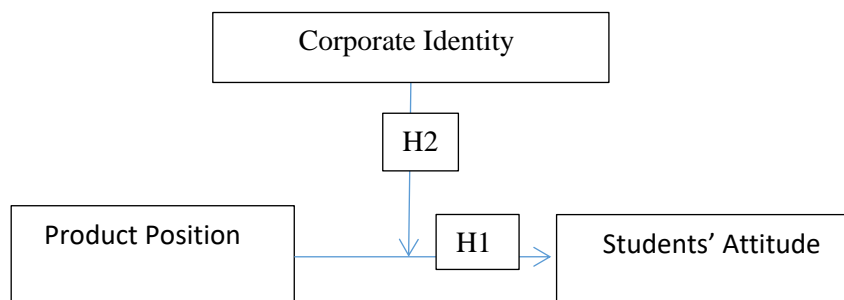 Corporate Identity
H2
Product Position
H1
Students’ Attitude